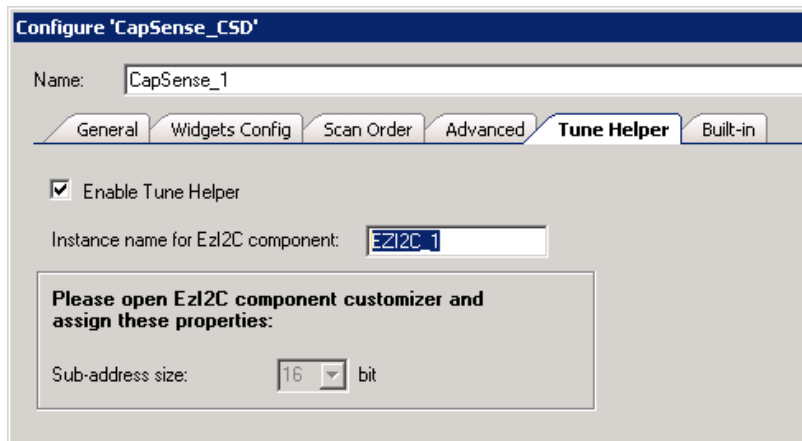 Configure 'CapSense_CSD'
Name: CapSense_1
General Widgets Config Scan Order Advanced Tune Helper Built-in
Enable Tune Helper
Instance name for EzI2C component: EZI2C_1
Please open EzI2C component customizer and
assign these properties:
Sub-address size: 16 bit